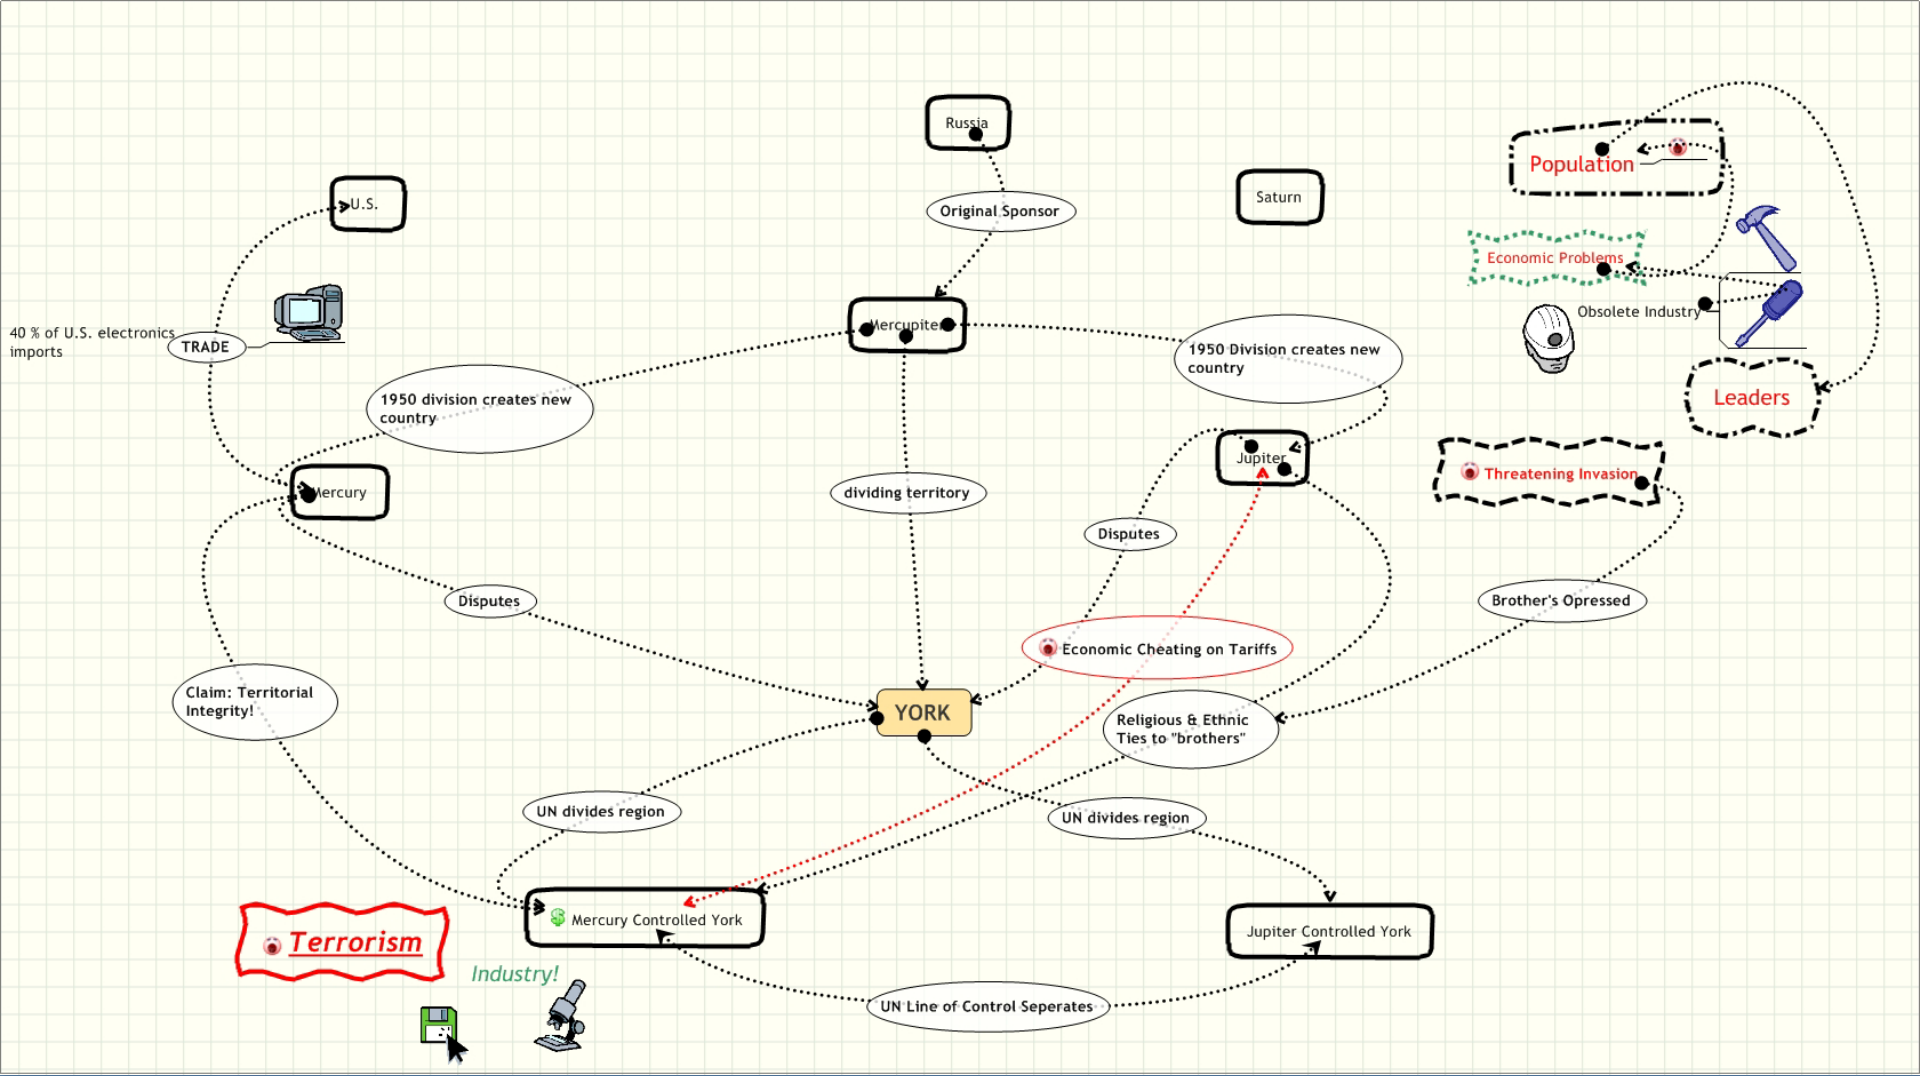 Russia
Population
U.S.
Saturn
Original Sponsor
Economic Problems
Obsolete Industry
Mercupiter
40 % of U.S. electronics
imports
TRADE
1950 Division creates new
country
Leaders
1950 division creates new
country
Jupiter
Threatening Invasion
Mercury
dividing territory
Disputes
Disputes
Brother's Opressed
Economic Cheating on Tariffs
Claim: Territorial
Integrity!
YORK
Religious & Ethnic
Ties to "brothers"
UN divides region
UN divides region
$ Mercury Controlled York
Jupiter Controlled York
Terrorism
Industry!
UN Line of Control Seperates